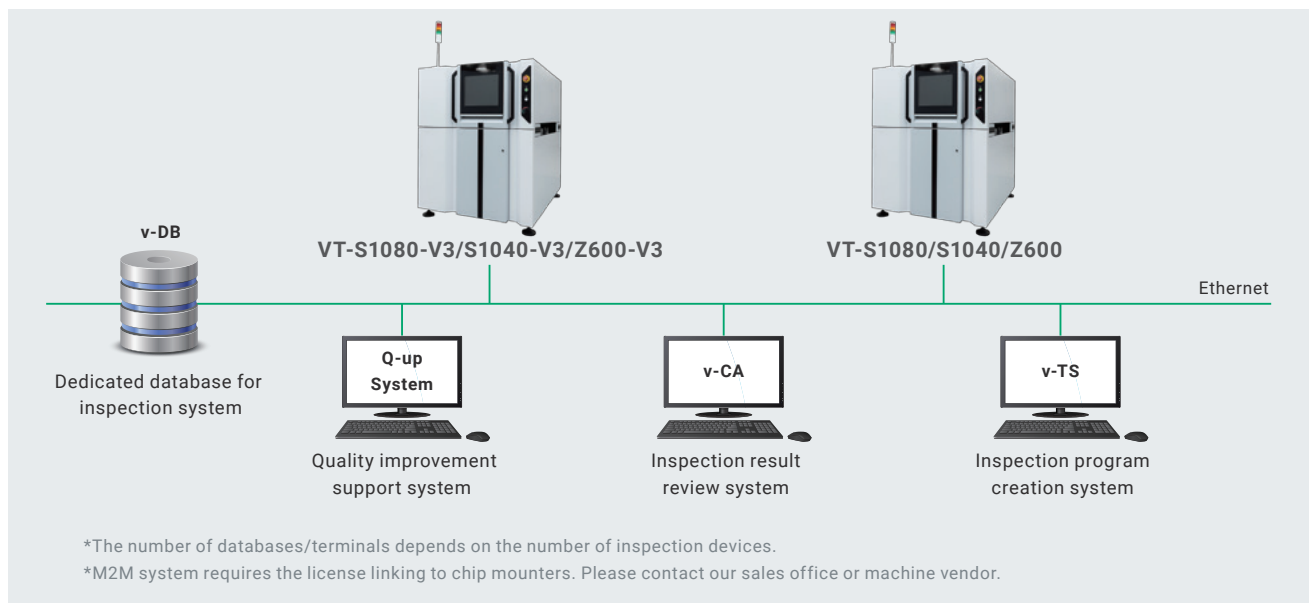 v-DB
VT-S1080-V3/S1040-V3/Z600-V3
VT-S1080/S1040/Z600
Ethernet
Dedicated database for
inspection system
Q-up
System
Quality improvement
support system
v-CA
Inspection result
review system
v-TS
Inspection program
creation system
*The number of databases/terminals depends on the number of inspection devices.
*M2M system requires the license linking to chip mounters. Please contact our sales office or machine vendor.